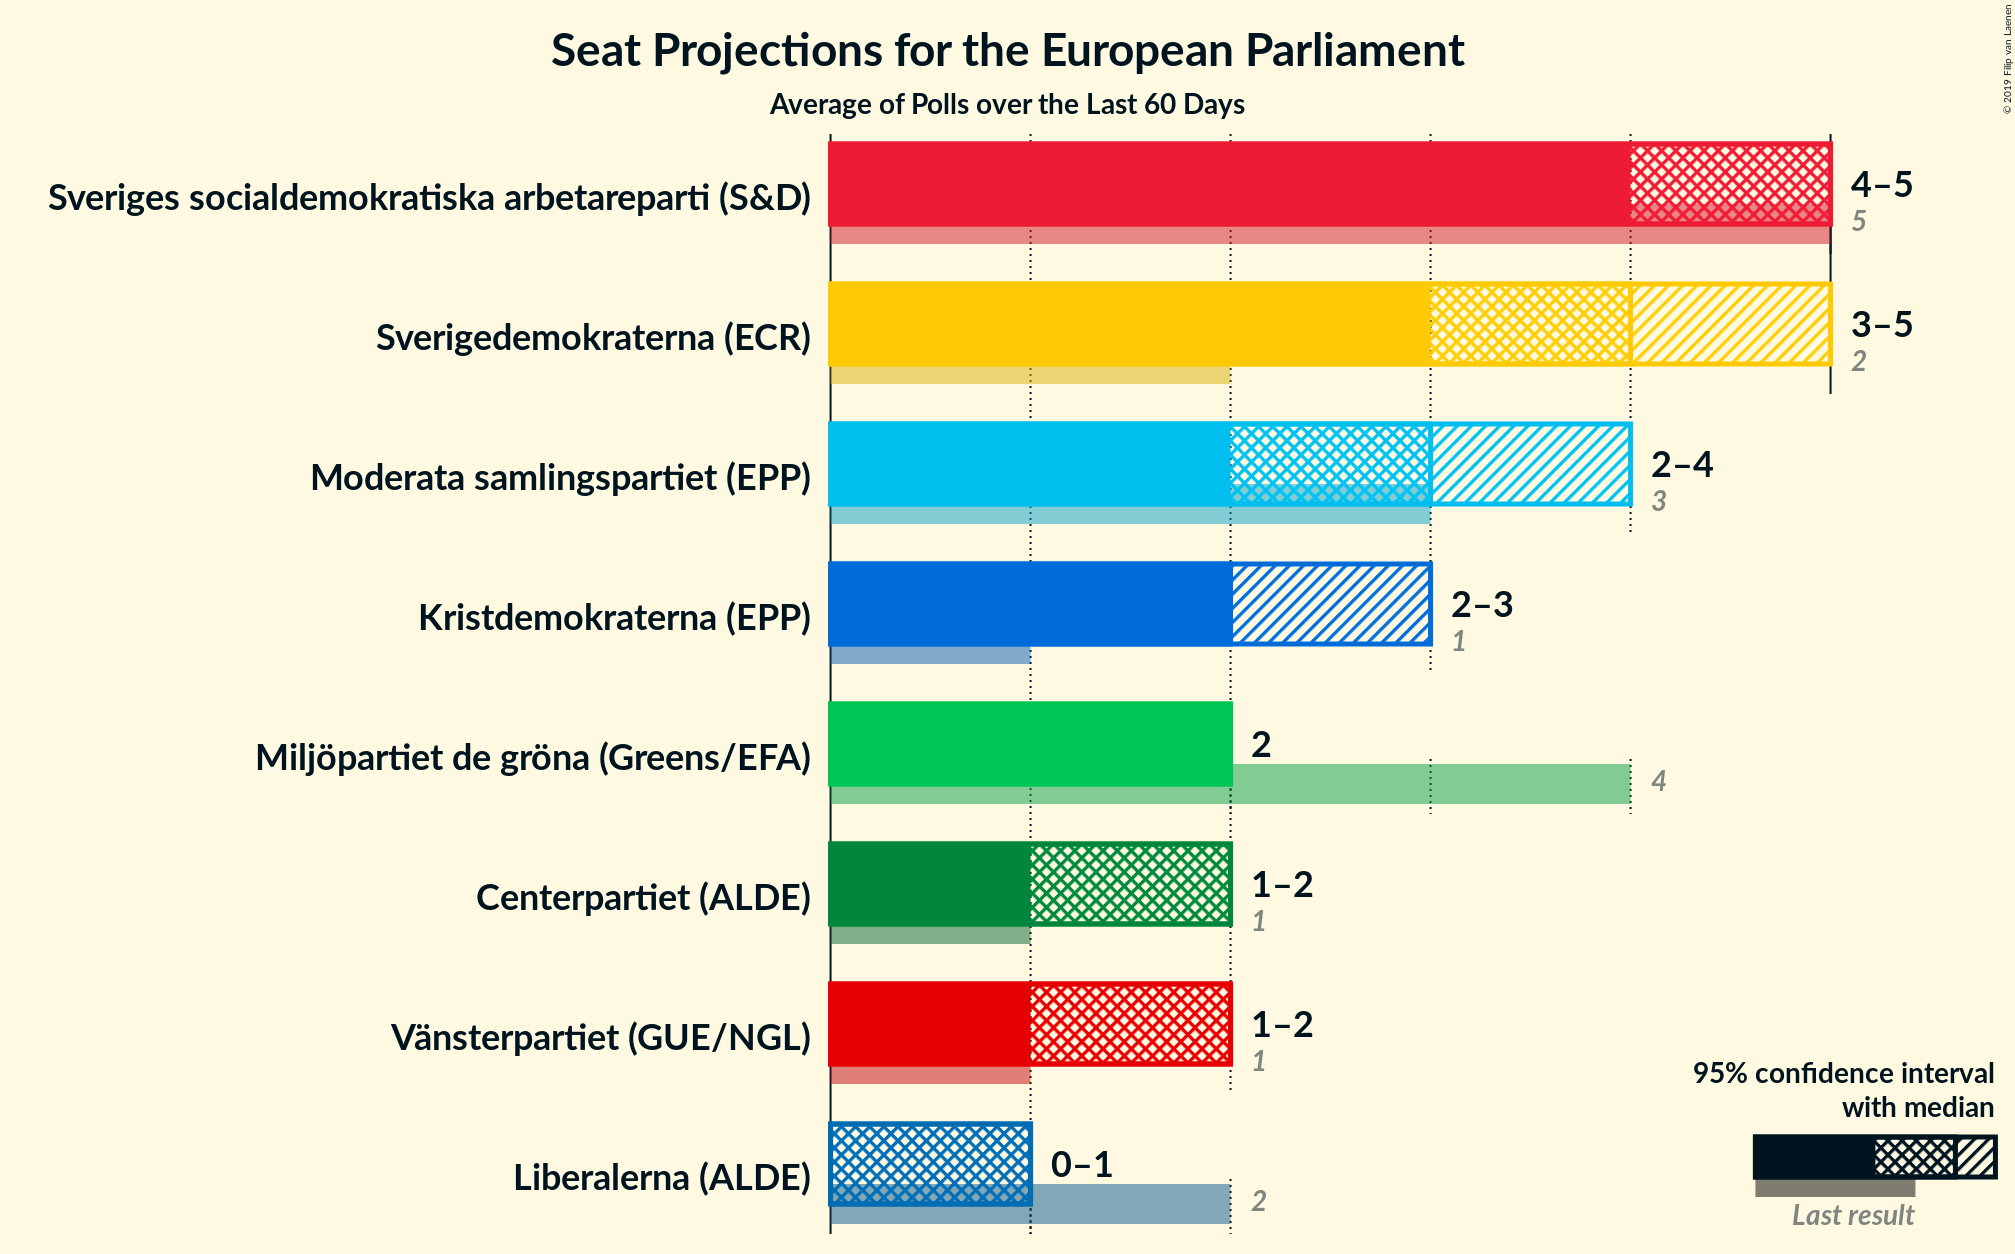 Seat Projections for the European Parliament
Average of Polls over the Last 60 Days
© 2019 Filip van Laenen
Sveriges socialdemokratiska arbetareparti (S&D)
4–5
5
Sverigedemokraterna (ECR)
3–5
2
Moderata samlingspartiet (EPP)
2–4
3
Kristdemokraterna (EPP)
2–3
1
Miljöpartiet de gröna (Greens/EFA)
2
4
Centerpartiet (ALDE)
1–2
1
Vänsterpartiet (GUE/NGL)
1–2
1
Liberalerna (ALDE)
0–1
2
95% confidence interval
with median
Last result